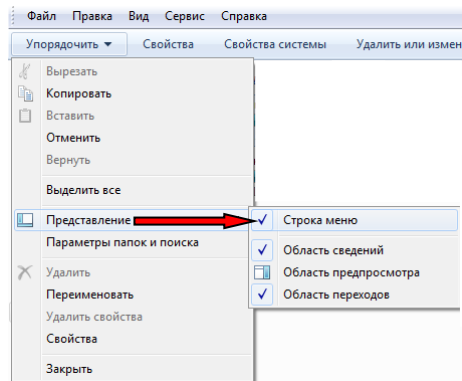 Файл Правка Вид Сервис Справка
Упорядочить Свойства Свойства системы Удалить или измен
Вырезать
Копировать
Вставить
Отменить
Вернуть
Выделить все
Представление
Строка меню
Параметры папок и поиска
Область сведений
Область предпросмотра
Область переходов
Удалить
Переименовать
Удалить свойства
Свойства
Закрыть